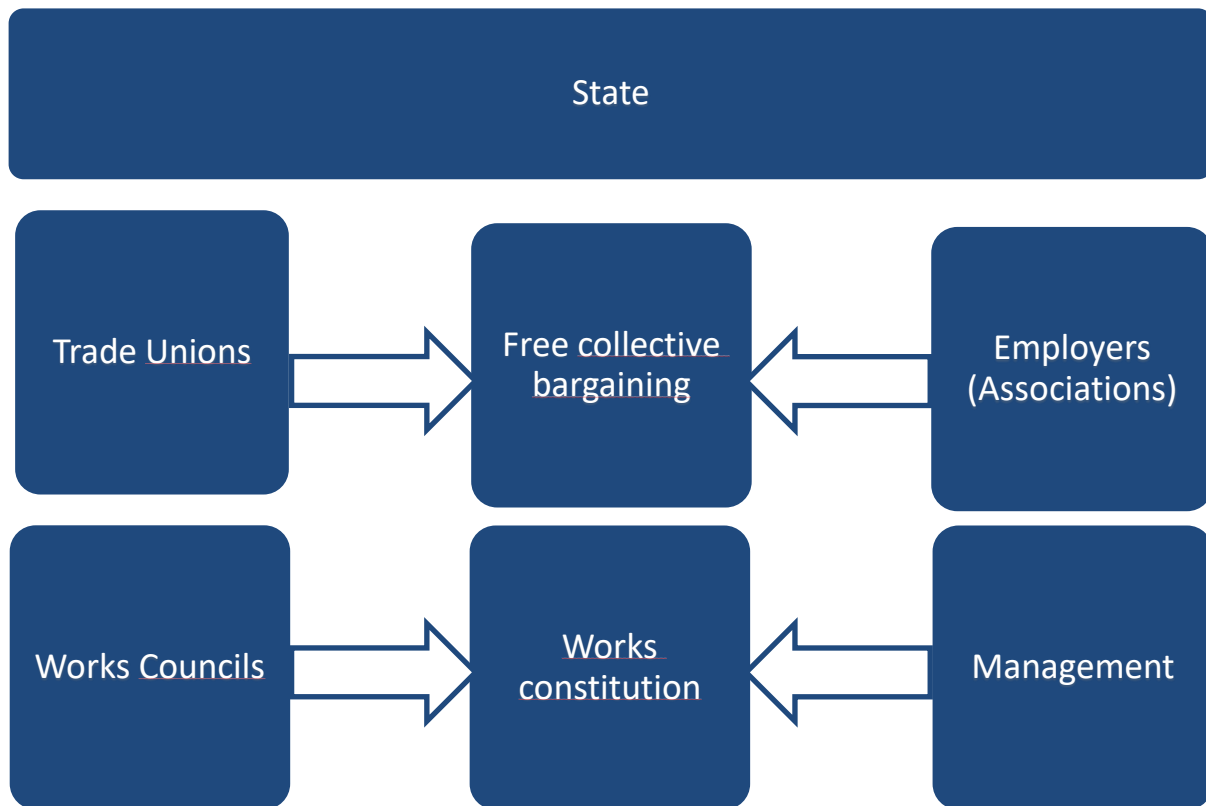 State
Trade Unions
Free collective
bargaining
Employers
(Associations)
Works Councils
Works
constitution
Management